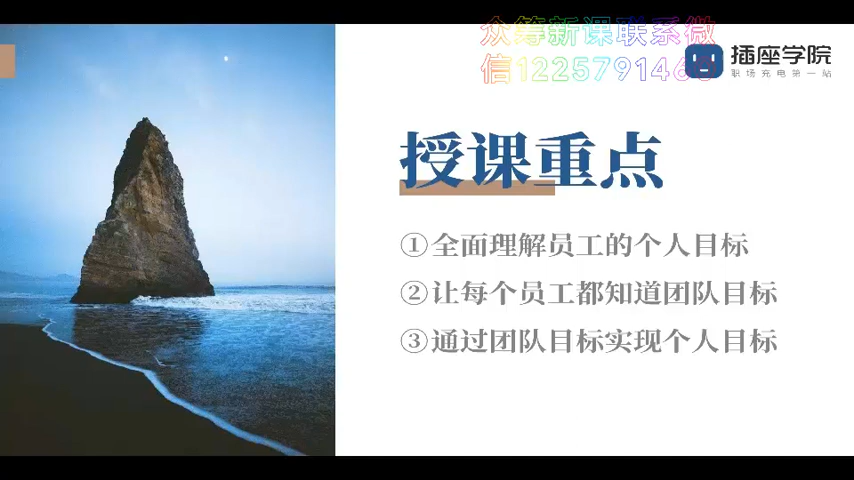 众筹新课联系微
信122579146
插座学院
职场充电第一站
授课重点
①全面理解员工的个人目标
②让每个员工都知道团队目标
③通过团队目标实现个人目标